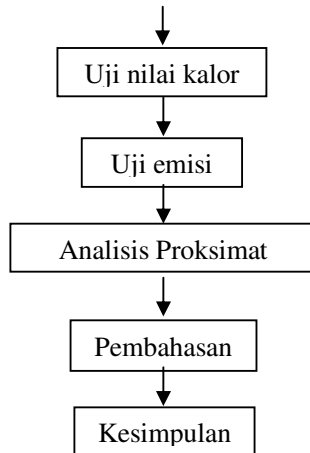 Uji nilai kalor
Uji emisi
Analisis Proksimat
Pembahasan
Kesimpulan